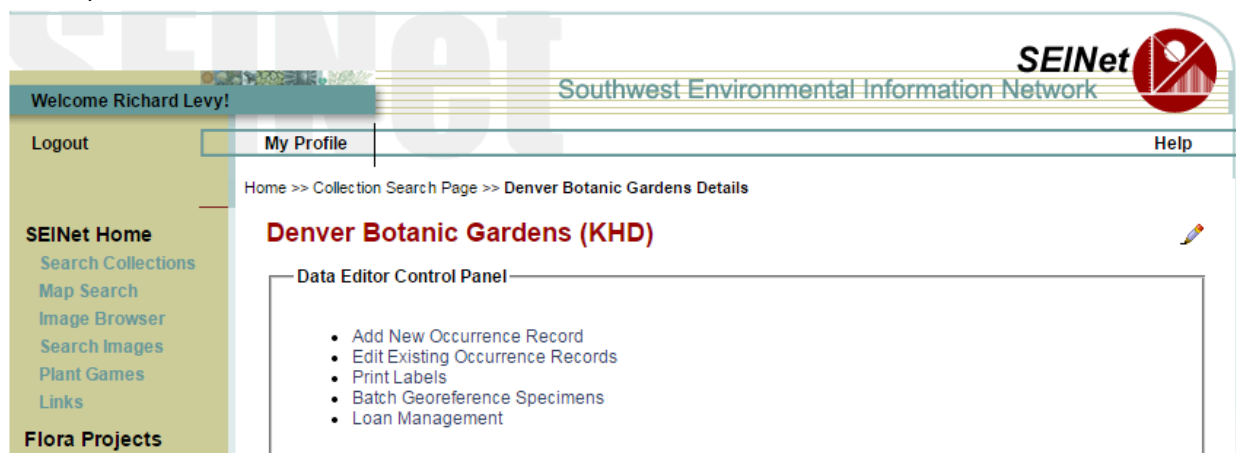 SEINet
SEINet
Southwest Environmental Information Network
Welcome Richard Levy!
Logout
My Profile
Help
Home >> Collection Search Page >> Denver Botanic Gardens Details
SEINet Home
Search Collections
Map Search
Image Browser
Search Images
Plant Games
Links
Flora Projects
Denver Botanic Gardens (KHD)
Data Editor Control Panel
• Add New Occurrence Record
• Edit Existing Occurrence Records
• Print Labels
• Batch Georeference Specimens
• Loan Management